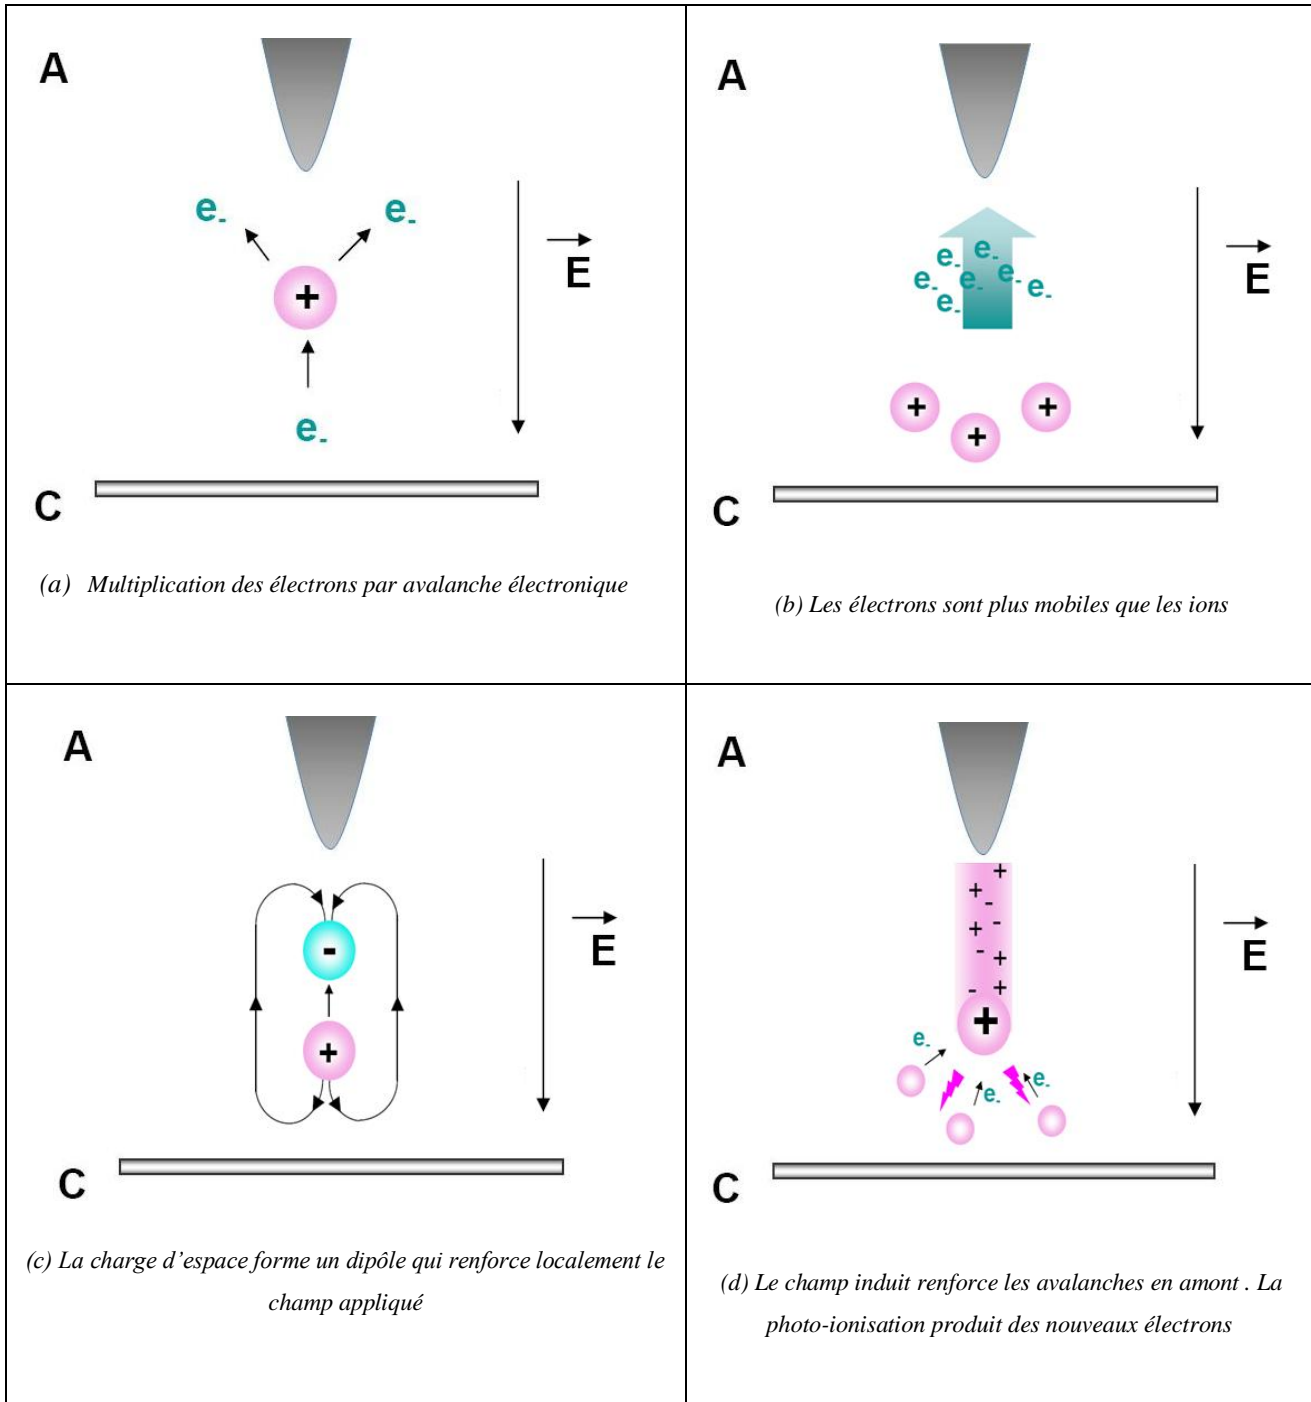 A
e-
e-
+
E
e-
C
(a) Multiplication des électrons par avalanche électronique
A
e-
e-
e-
e-
e-
e-
e-
E
+
+
+
C
(b) Les électrons sont plus mobiles que les ions
A
-
E
+
C
(c) La charge d'espace forme un dipôle qui renforce localement le
champ appliqué
A
+
+
-
-
+
-
+
-
+
E
+
e-
e-
e-
C
(d) Le champ induit renforce les avalanches en amont . La
photo-ionisation produit des nouveaux électrons